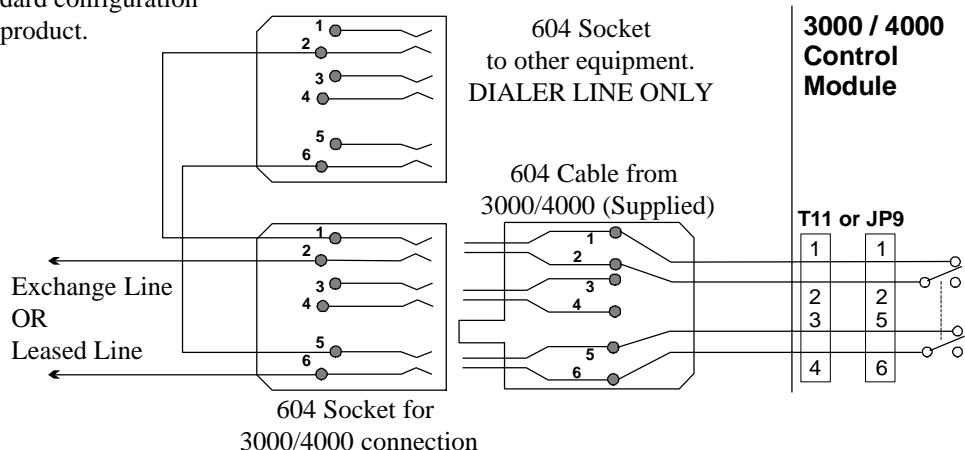 dard configuration
product.
1
2
3
4
5
6
604 Socket
to other equipment.
DIALER LINE ONLY
3000 / 4000
Control
Module
604 Cable from
3000/4000 (Supplied)
T11 or JP9
1 1
2 2
3 5
4 6
1
2
3
4
5
6
1
2
3
4
5
6
Exchange Line
OR
Leased Line
604 Socket for
3000/4000 connection